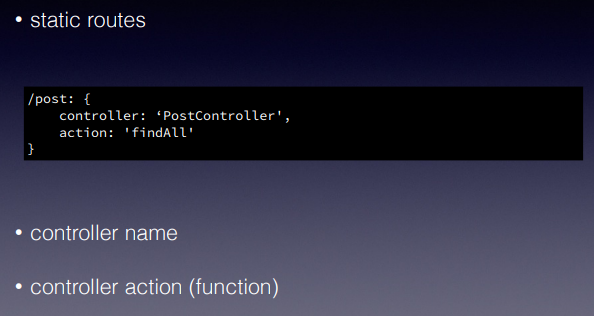 • static routes
/post: {
    controller: ‘PostController',
    action: 'findAll'
}
• controller name
• controller action (function)